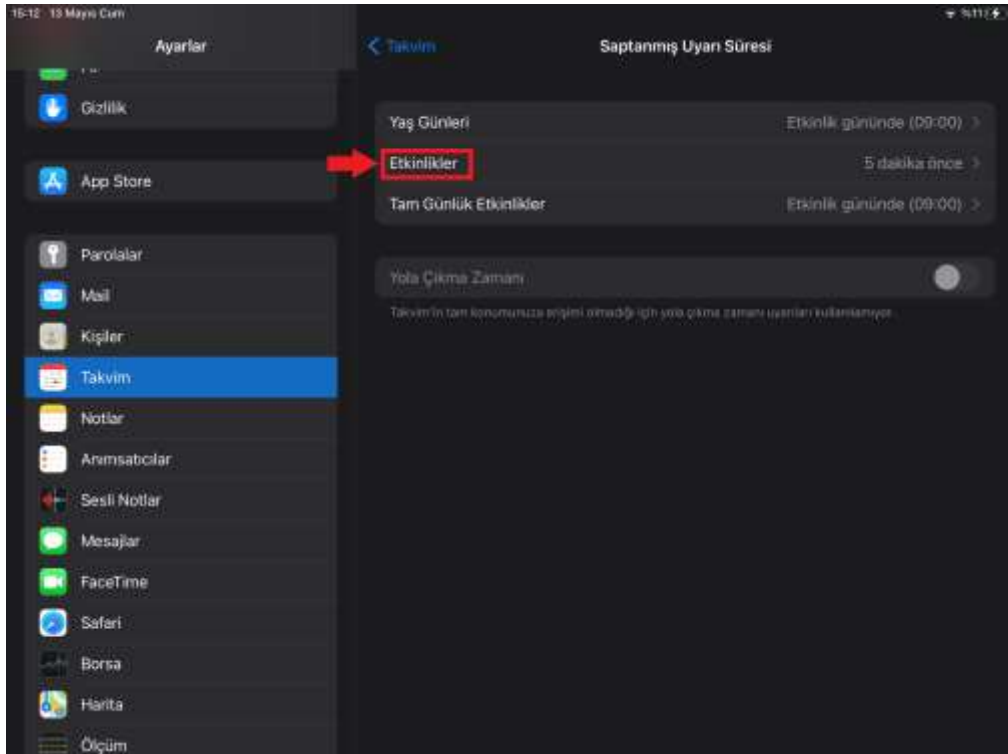 15:12 13 Mayıs Cum
%11
Ayarlar
Gizlilik
App Store
Parolalar
Mail
Kişiler
Takvim
Notlar
Anımsatıcılar
Sesli Notlar
Mesajlar
FaceTime
Safari
Borsa
Harita
Ölçüm
Takvim
Saptanmış Uyarı Süresi
Yaş Günleri Etkinlik gününde (09:00)
Etkinlikler 5 dakika önce
Tam Günlük Etkinlikler Etkinlik gününde (09:00)
Yola Çıkma Zamanı
Takvim'in tam konumunuza erişimi olmadığı için yola çıkma zamanı uyarıları kullanılamıyor.